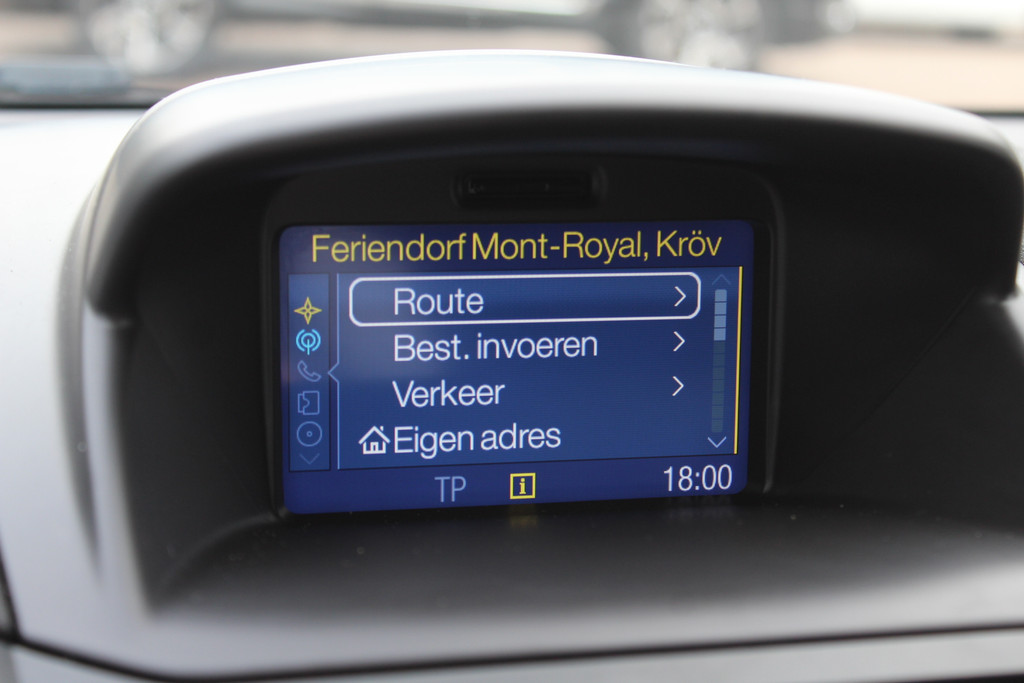 Feriendorf Mont-Royal, Kröv
Route
Best. invoeren
Verkeer
Eigen adres
TP i 18:00